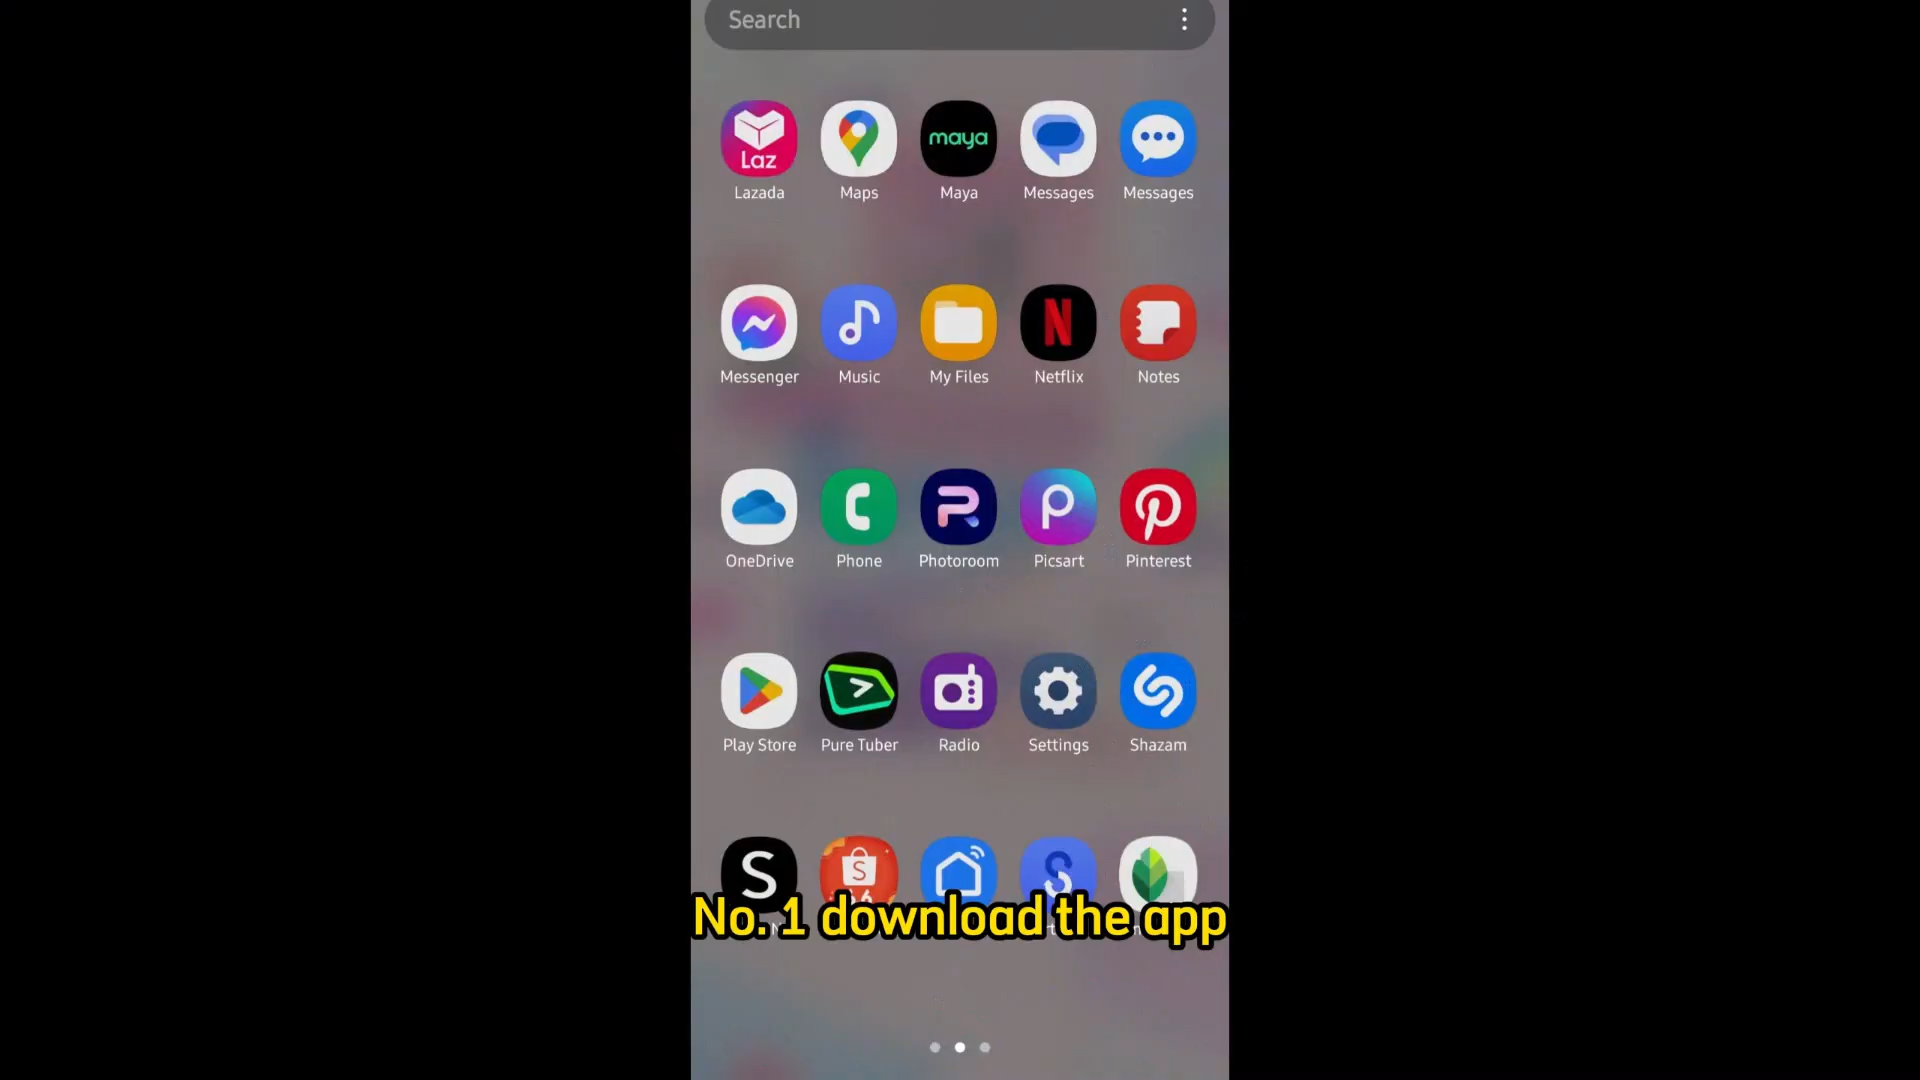 Search
Laz
maya
Lazada Maps Maya Messages Messages
N
Messenger Music My Files Netflix Notes
OneDrive Phone Photoroom Picsart Pinterest
Play Store Pure Tuber Radio Settings Shazam
S S
No. 1 download the app